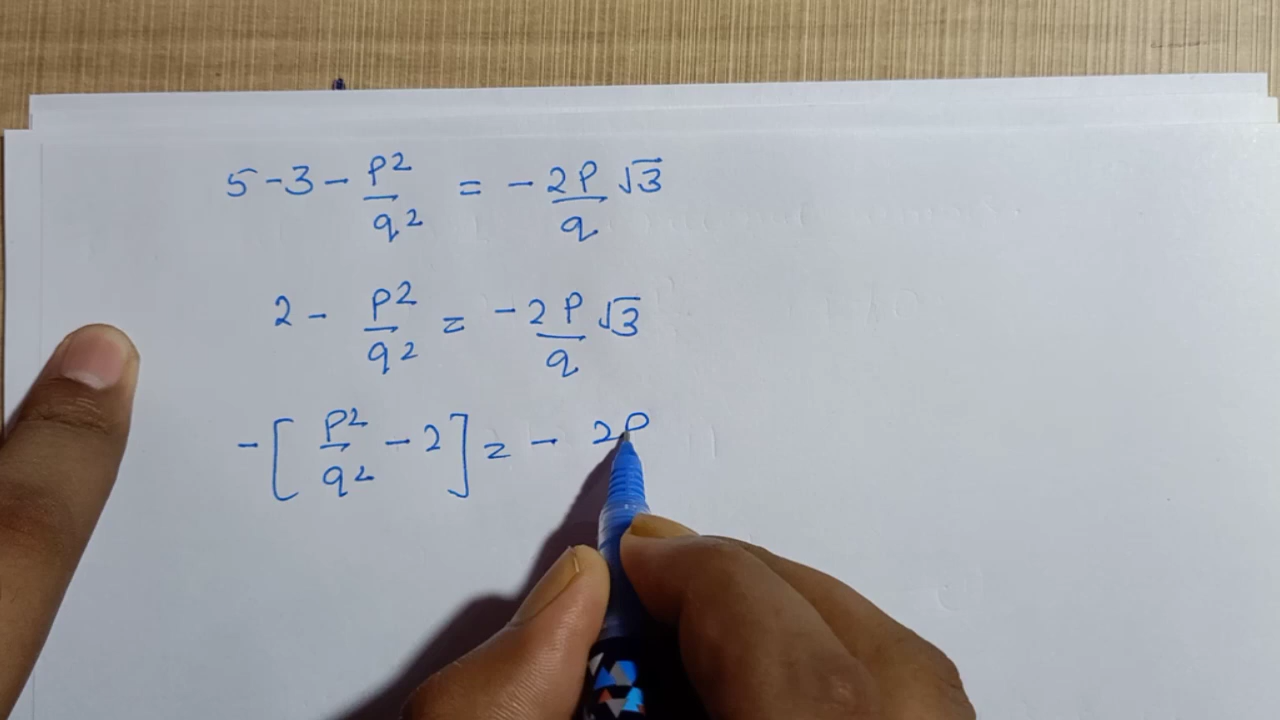 5-3-p²/q² = -2p/q √3
2 - p²/q² = -2p/q √3
-[p²/q² - 2] = - 2p